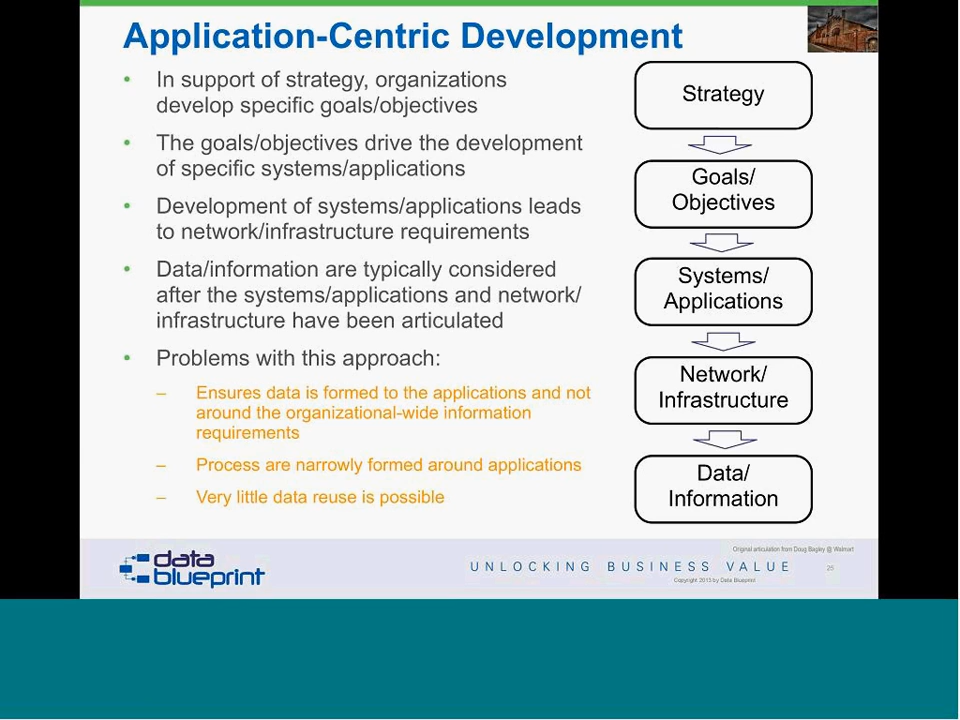 Application-Centric Development
• In support of strategy, organizations
develop specific goals/objectives
• The goals/objectives drive the development
of specific systems/applications
• Development of systems/applications leads
to network/infrastructure requirements
• Data/information are typically considered
after the systems/applications and network/
infrastructure have been articulated
• Problems with this approach:
– Ensures data is formed to the applications and not
around the organizational-wide information
requirements
– Process are narrowly formed around applications
– Very little data reuse is possible
Strategy
Goals/
Objectives
Systems/
Applications
Network/
Infrastructure
Data/
Information
Original articulation from Doug Bagley @ Walmart
data
blueprint
UNLOCKING BUSINESS VALUE
25
Copyright 2015 by Data Blueprint